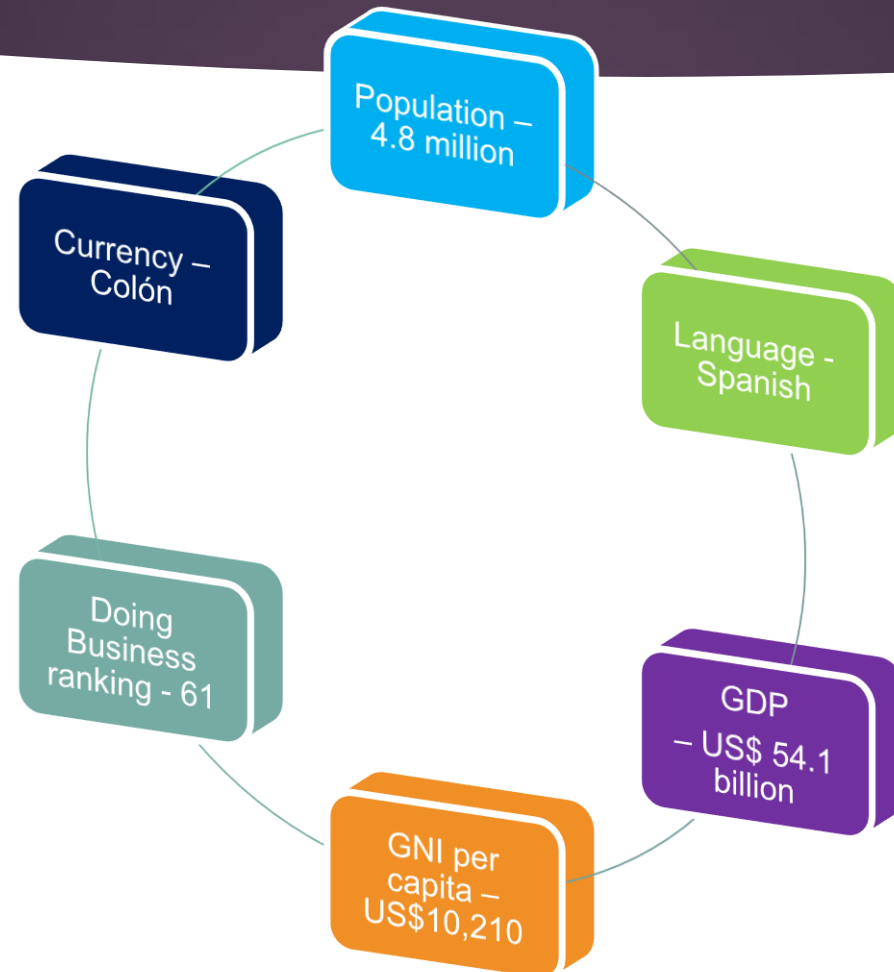 Population –
4.8 million
Language -
Spanish
GDP
– US$ 54.1
billion
GNI per
capita –
US$10,210
Doing
Business
ranking - 61
Currency –
Colón